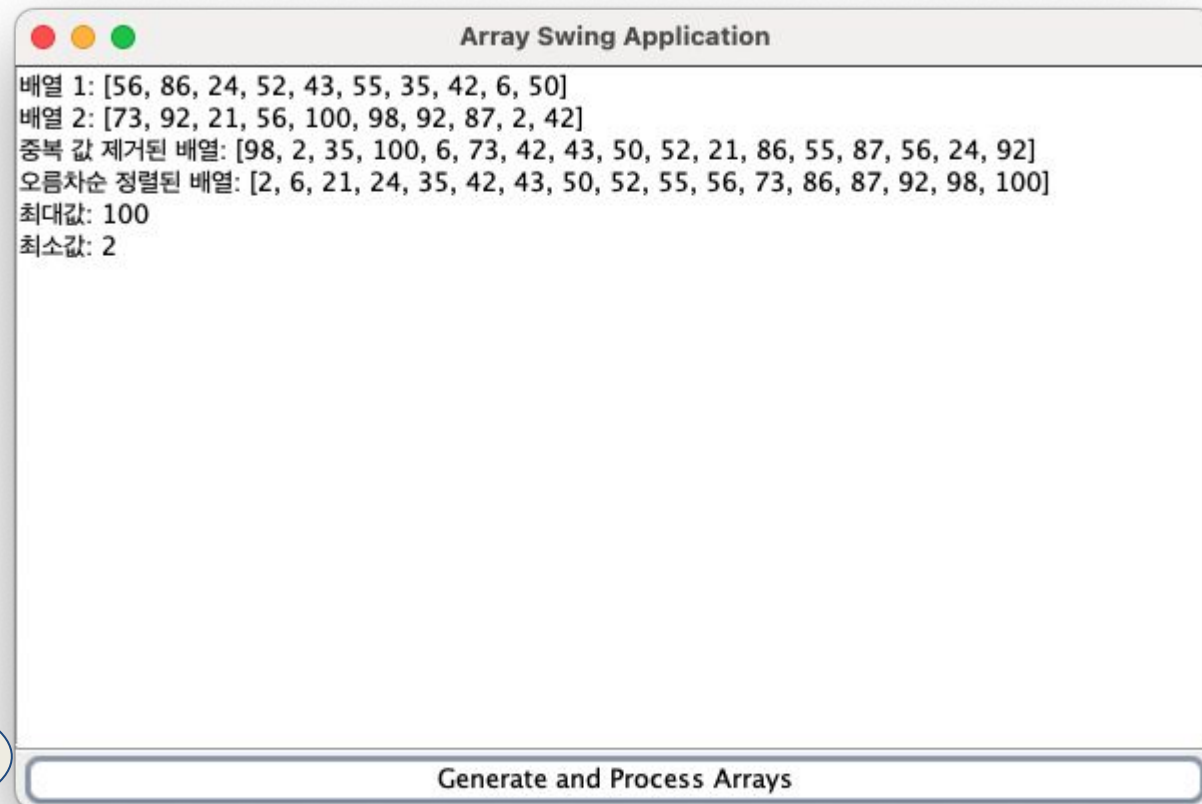 Array Swing Application
배열 1: [56, 86, 24, 52, 43, 55, 35, 42, 6, 50]
배열 2: [73, 92, 21, 56, 100, 98, 92, 87, 2, 42]
중복 값 제거된 배열: [98, 2, 35, 100, 6, 73, 42, 43, 50, 52, 21, 86, 55, 87, 56, 24, 92]
오름차순 정렬된 배열: [2, 6, 21, 24, 35, 42, 43, 50, 52, 55, 56, 73, 86, 87, 92, 98, 100]
최대값: 100
최소값: 2
Generate and Process Arrays